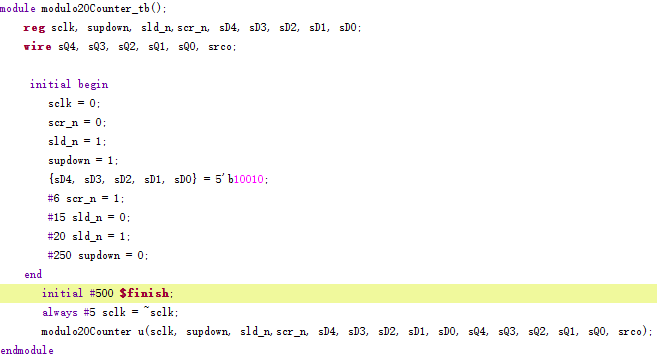 module modulo20Counter_tb();
reg sclk, supdown, sld_n,scr_n, sD4, sD3, sD2, sD1, sD0;
wire sQ4, sQ3, sQ2, sQ1, sQ0, srco;
initial begin
sclk = 0;
scr_n = 0;
sld_n = 1;
supdown = 1;
{sD4, sD3, sD2, sD1, sD0} = 5'b10010;
#6 scr_n = 1;
#15 sld_n = 0;
#20 sld_n = 1;
#250 supdown = 0;
end
initial #500 $finish;
always #5 sclk = ~sclk;
modulo20Counter u(sclk, supdown, sld_n,scr_n, sD4, sD3, sD2, sD1, sD0, sQ4, sQ3, sQ2, sQ1, sQ0, srco);
endmodule